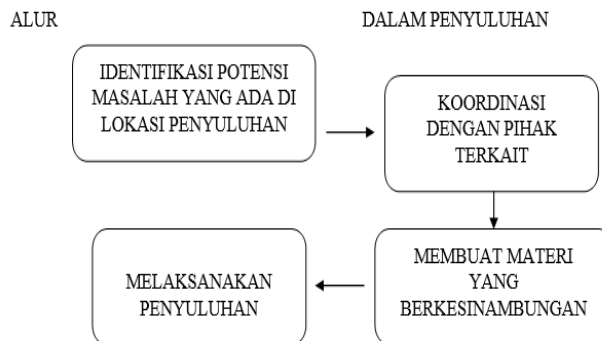 ALUR DALAM PENYULUHAN
IDENTIFIKASI POTENSI
MASALAH YANG ADA DI
LOKASI PENYULUHAN
KOORDINASI
DENGAN PIHAK
TERKAIT
MEMBUAT MATERI
YANG
BERKESINAMBUNGAN
MELAKSANAKAN
PENYULUHAN